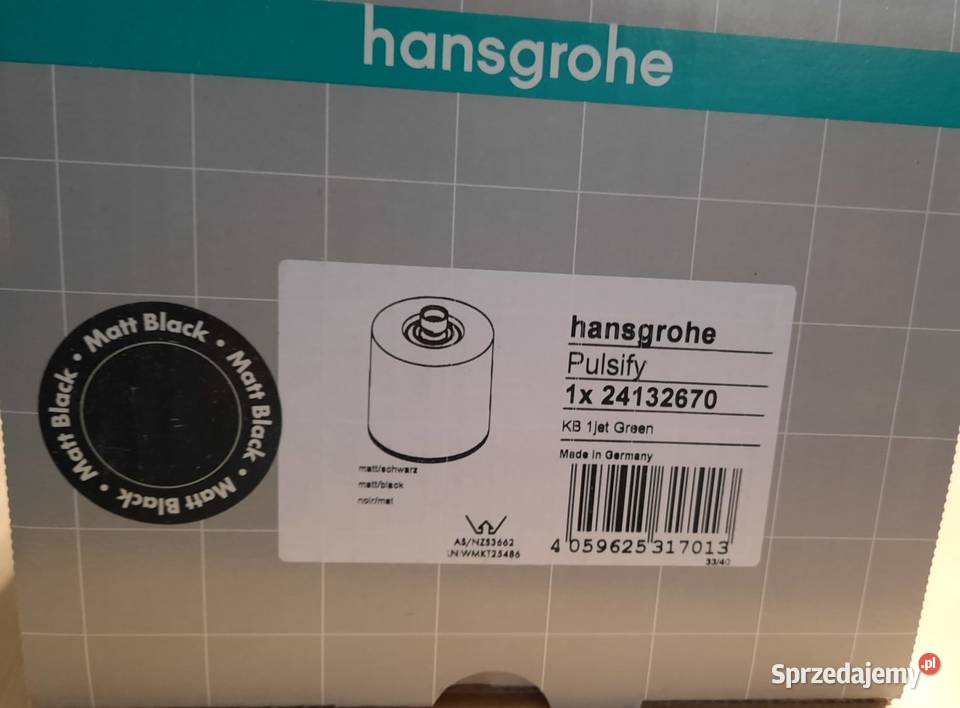 hansgrohe
Matt Black • Matt Black • Matt Black • Matt Black •
hansgrohe
Pulsify
1x 24132670
KB 1jet Green
Made in Germany
matt/schwarz
matt/black
noir/mat
AS/NZS3662
LN:WMKT25486
4 059625 317013
33/40
Sprzedajemy.pl